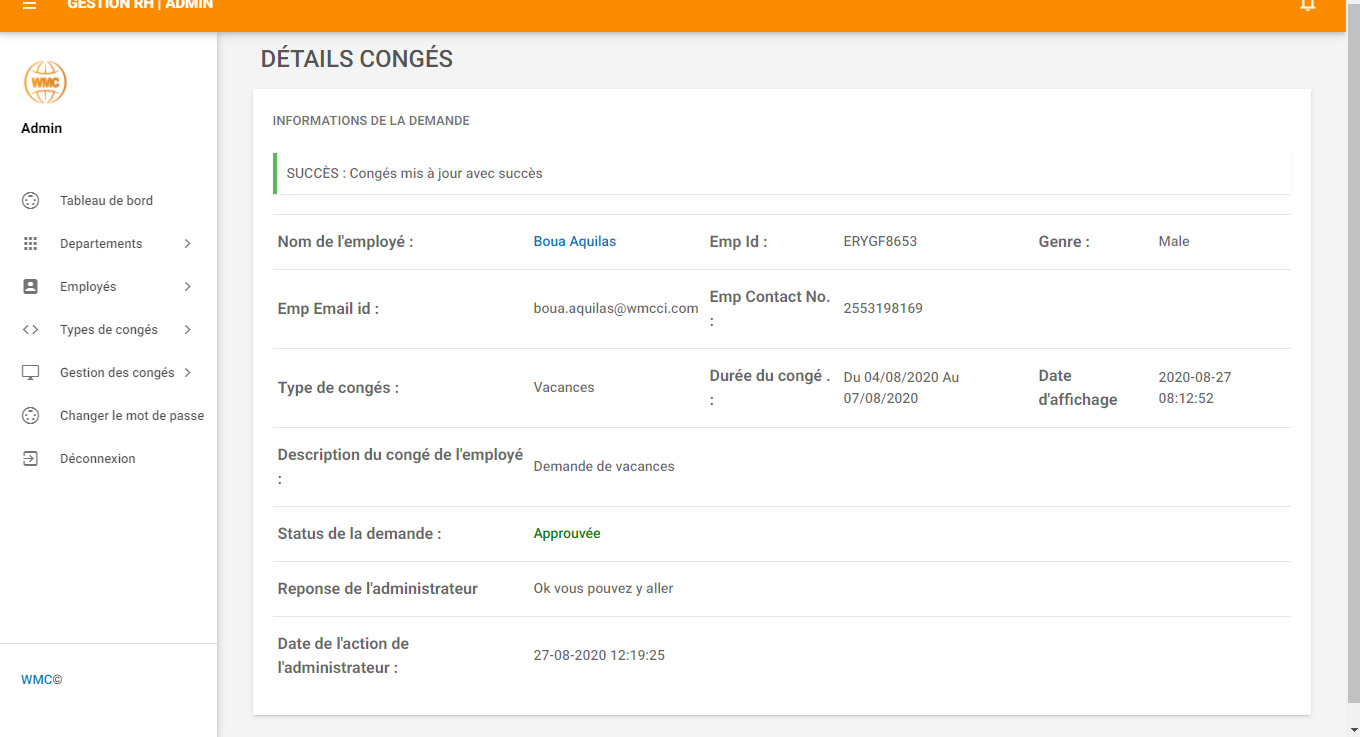 GESTION RH | ADMIN
WMC
Admin
Tableau de bord
Departements
Employés
Types de congés
Gestion des congés
Changer le mot de passe
Déconnexion
WMC©
DÉTAILS CONGÉS
INFORMATIONS DE LA DEMANDE
SUCCÈS : Congés mis à jour avec succès
Nom de l'employé : Boua Aquilas Emp Id : ERYGF8653 Genre : Male
Emp Email id : boua.aquilas@wmcci.com Emp Contact No. 2553198169
:
Type de congés : Vacances Durée du congé . Du 04/08/2020 Au Date 2020-08-27
: 07/08/2020 d'affichage 08:12:52
Description du congé de l'employé Demande de vacances
:
Status de la demande : Approuvée
Reponse de l'administrateur Ok vous pouvez y aller
Date de l'action de 27-08-2020 12:19:25
l'administrateur :